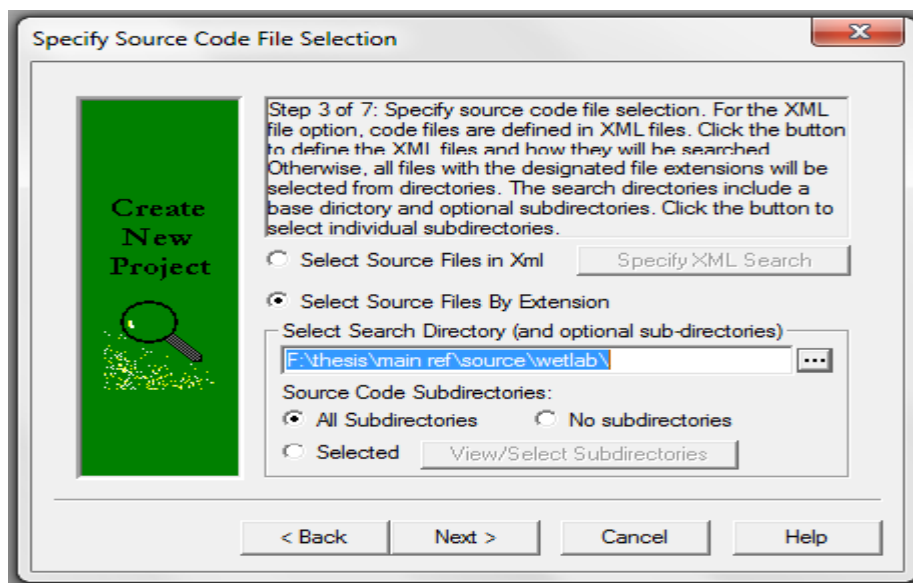 Specify Source Code File Selection
Create
New
Project
Step 3 of 7: Specify source code file selection. For the XML
file option, code files are defined in XML files. Click the button
to define the XML files and how they will be searched
Otherwise, all files with the designated file extensions will be
selected from directories. The search directories include a
base dirictory and optional subdirectories. Click the button to
select individual subdirectories.
Select Source Files in Xml
Specify XML Search
Select Source Files By Extension
Select Search Directory (and optional sub-directories)
F:\thesis\main ref\source\wetlab\
...
Source Code Subdirectories:
All Subdirectories
No subdirectories
Selected
View/Select Subdirectories
< Back
Next >
Cancel
Help